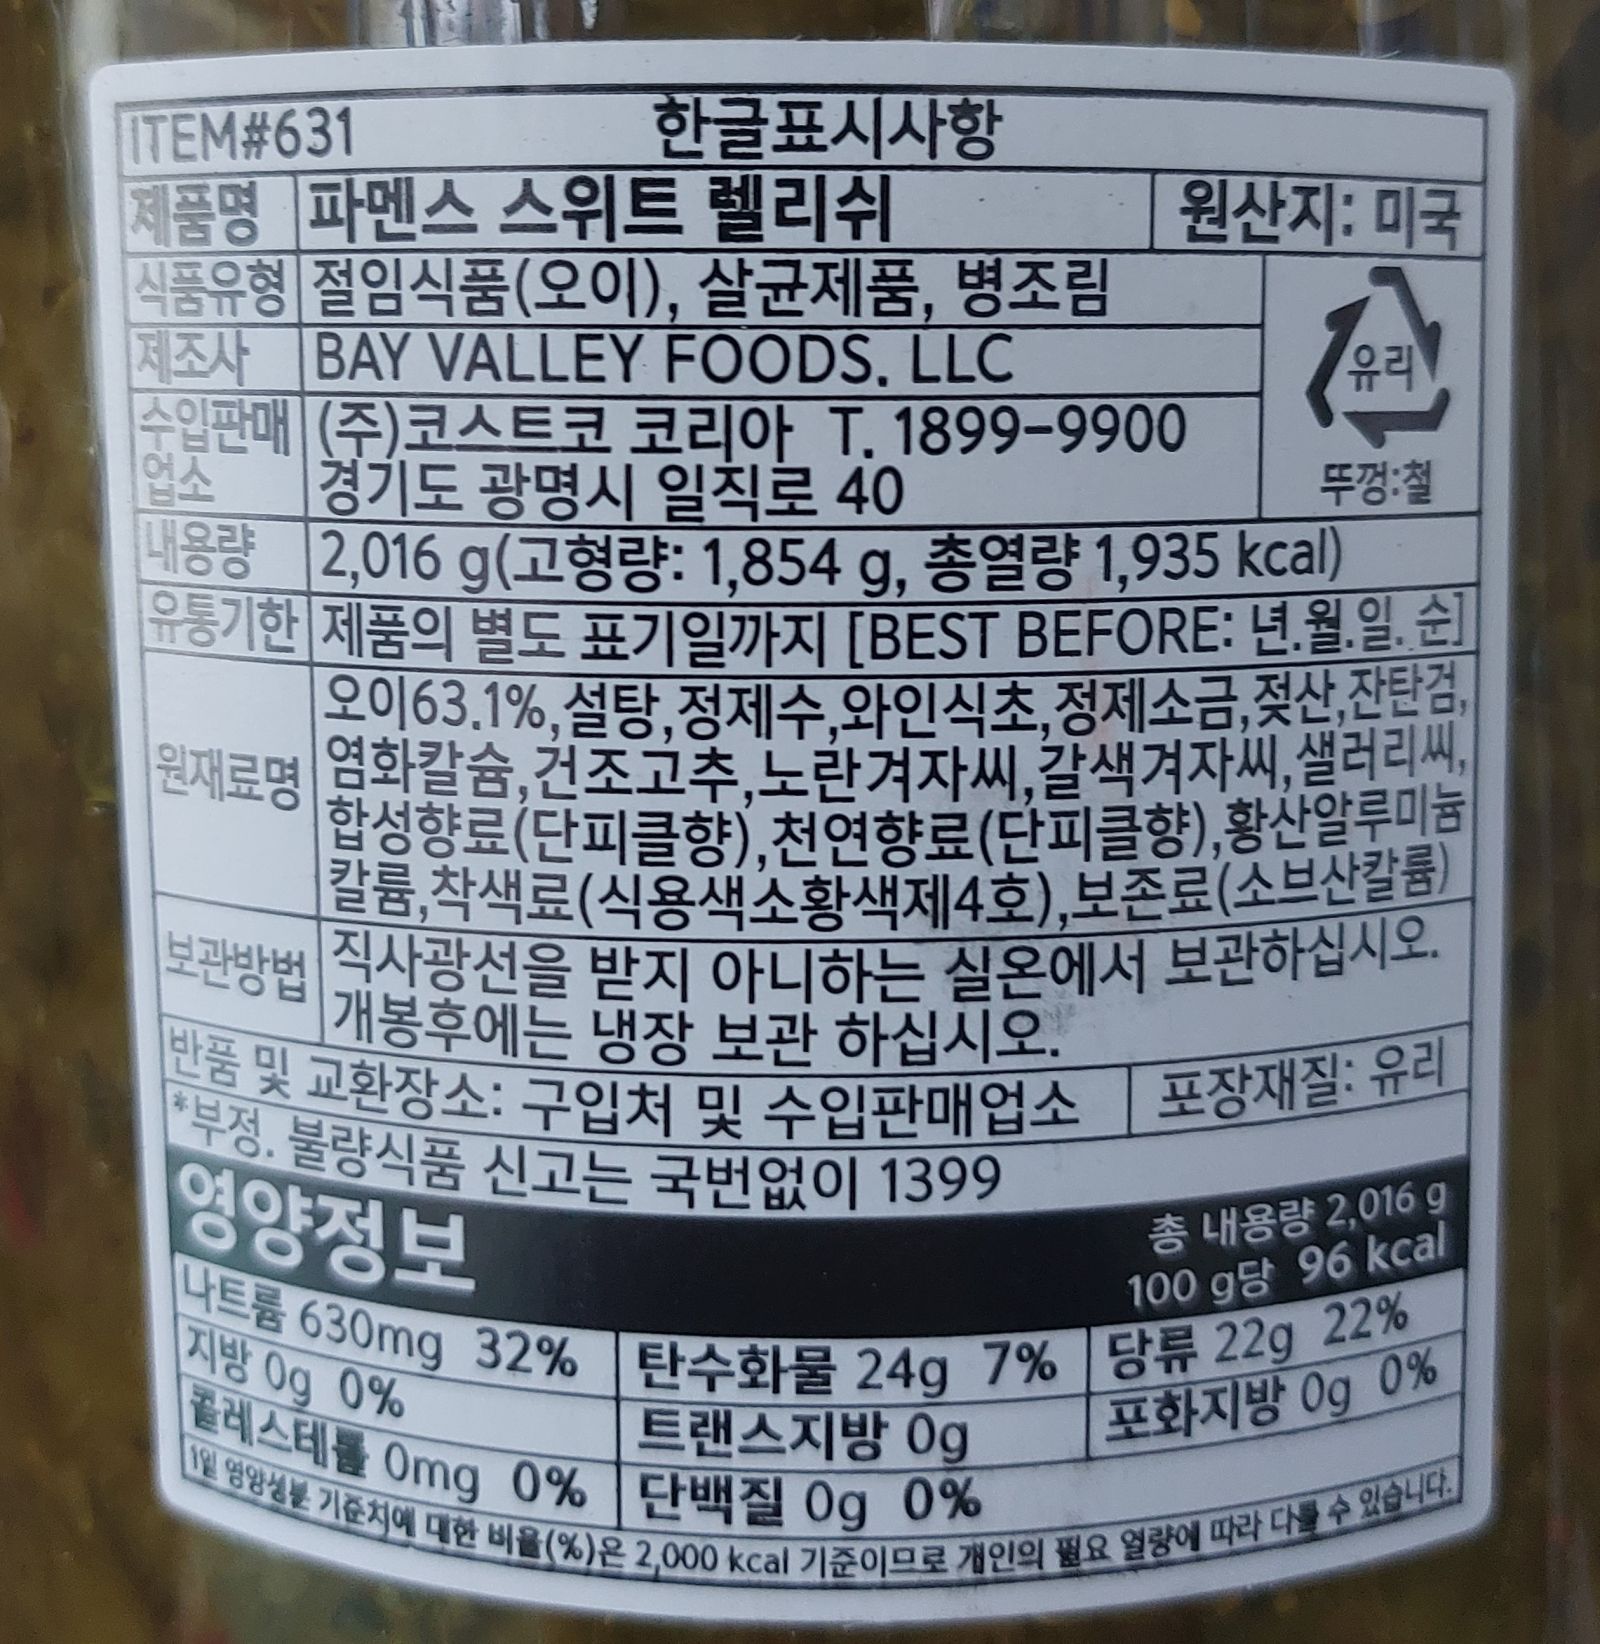 ITEM#631 한글표시사항
제품명 파멘스 스위트 렐리쉬 원산지: 미국
식품유형 절임식품(오이), 살균제품, 병조림
제조사 BAY VALLEY FOODS, LLC
유리
수입판매 (주)코스트코 코리아 T. 1899-9900
업소 경기도 광명시 일직로 40
뚜껑:철
내용량 2,016 g(고형량: 1,854 g, 총열량 1,935 kcal)
유통기한 제품의 별도 표기일까지 [BEST BEFORE: 년.월.일. 순]
원재료명 오이63.1%,설탕,정제수,와인식초,정제소금,젖산,잔탄검,
염화칼슘,건조고추,노란겨자씨,갈색겨자씨,샐러리씨,
합성향료(단피클향),천연향료(단피클향),황산알루미늄
칼륨,착색료(식용색소황색제4호),보존료(소브산칼륨)
보관방법 직사광선을 받지 아니하는 실온에서 보관하십시오.
개봉후에는 냉장 보관 하십시오.
반품 및 교환장소: 구입처 및 수입판매업소 포장재질: 유리
*부정. 불량식품 신고는 국번없이 1399
영양정보 총 내용량 2,016 g
100 g당 96 kcal
나트륨 630mg 32% 탄수화물 24g 7% 당류 22g 22%
지방 0g 0% 트랜스지방 0g 포화지방 0g 0%
콜레스테롤 0mg 0% 단백질 0g 0%
1일 영양성분 기준치에 대한 비율(%)은 2,000 kcal 기준이므로 개인의 필요 열량에 따라 다를 수 있습니다.